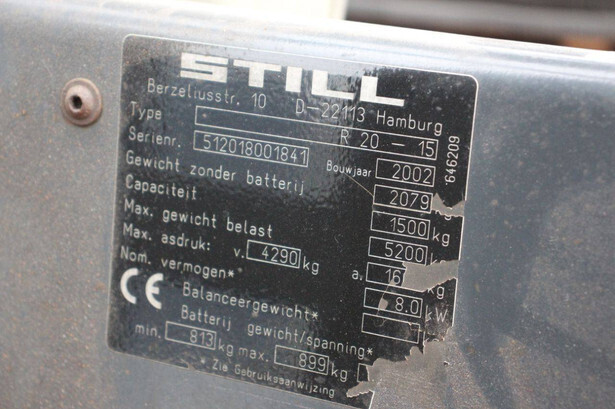 STILL
Berzeliusstr. 10 D-22113 Hamburg
Type R 20 - 15
Serienr. 512018001841 Bouwjaar 2002
Gewicht zonder batterij 2079
Capaciteit 1500 kg
Max. gewicht belast 5200
Max. asdruk: v. 4290 kg a. 16 g
Nom. vermogen* 8.0 kW
CE Balanceergewicht*
Batterij gewicht/spanning*
min. 813 kg max. 899 kg
* Zie Gebruiksaanwijzing
646209